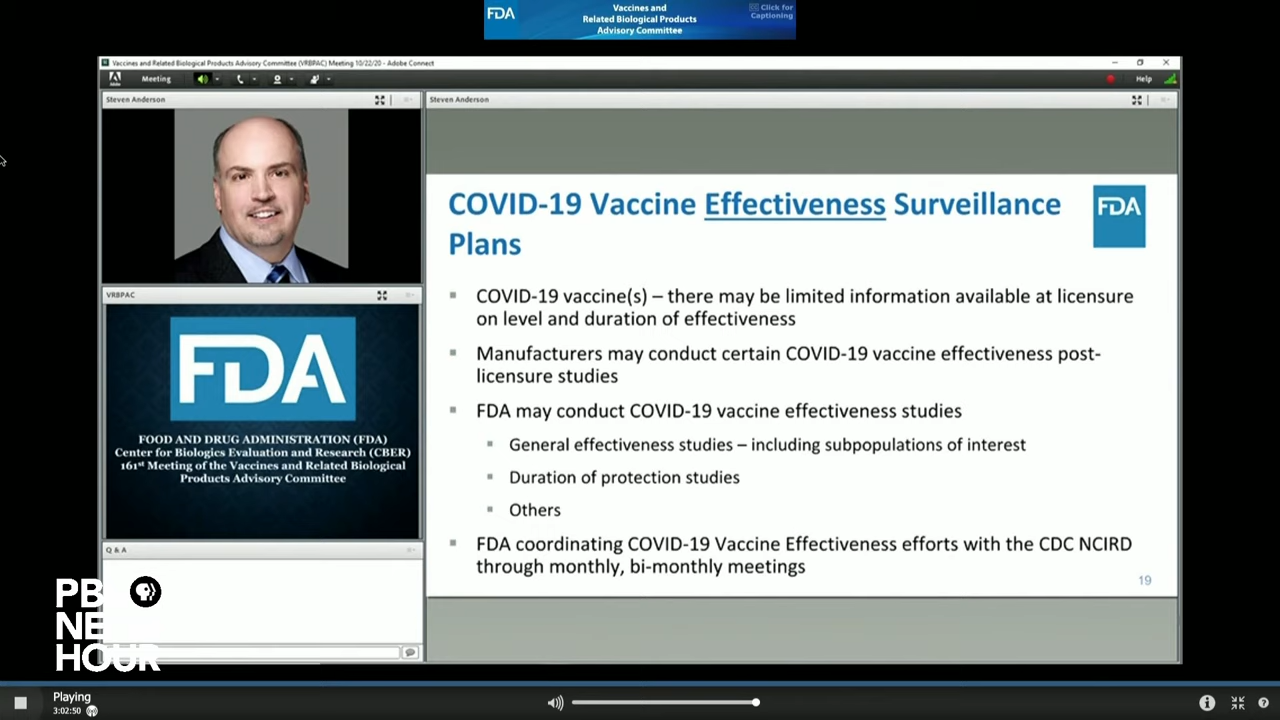 FDA
Vaccines and
Related Biological Products
Advisory Committee
CC Click for
Captioning
Vaccines and Related Biological Products Advisory Committee (VRBPAC) Meeting 10/22/20 - Adobe Connect
Meeting
Help
Steven Anderson
Steven Anderson
COVID-19 Vaccine Effectiveness Surveillance
Plans
FDA
▪ COVID-19 vaccine(s) – there may be limited information available at licensure
on level and duration of effectiveness
▪ Manufacturers may conduct certain COVID-19 vaccine effectiveness post-
licensure studies
▪ FDA may conduct COVID-19 vaccine effectiveness studies
▪ General effectiveness studies – including subpopulations of interest
▪ Duration of protection studies
▪ Others
▪ FDA coordinating COVID-19 Vaccine Effectiveness efforts with the CDC NCIRD
through monthly, bi-monthly meetings
19
VRBPAC
FDA
FOOD AND DRUG ADMINISTRATION (FDA)
Center for Biologics Evaluation and Research (CBER)
161st Meeting of the Vaccines and Related Biological
Products Advisory Committee
Q & A
PB
NE
HOUR
Playing
3:02:50